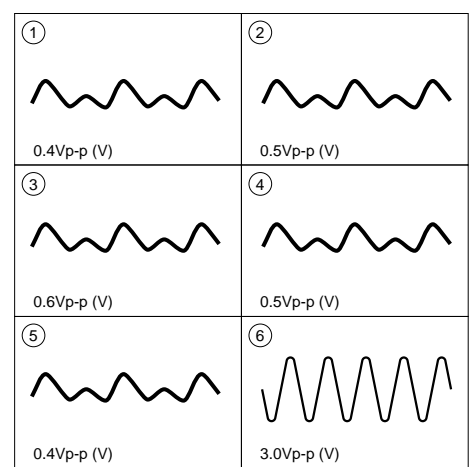 ①
②
0.4Vp-p (V)
0.5Vp-p (V)
③
④
0.6Vp-p (V)
0.5Vp-p (V)
⑤
⑥
0.4Vp-p (V)
3.0Vp-p (V)